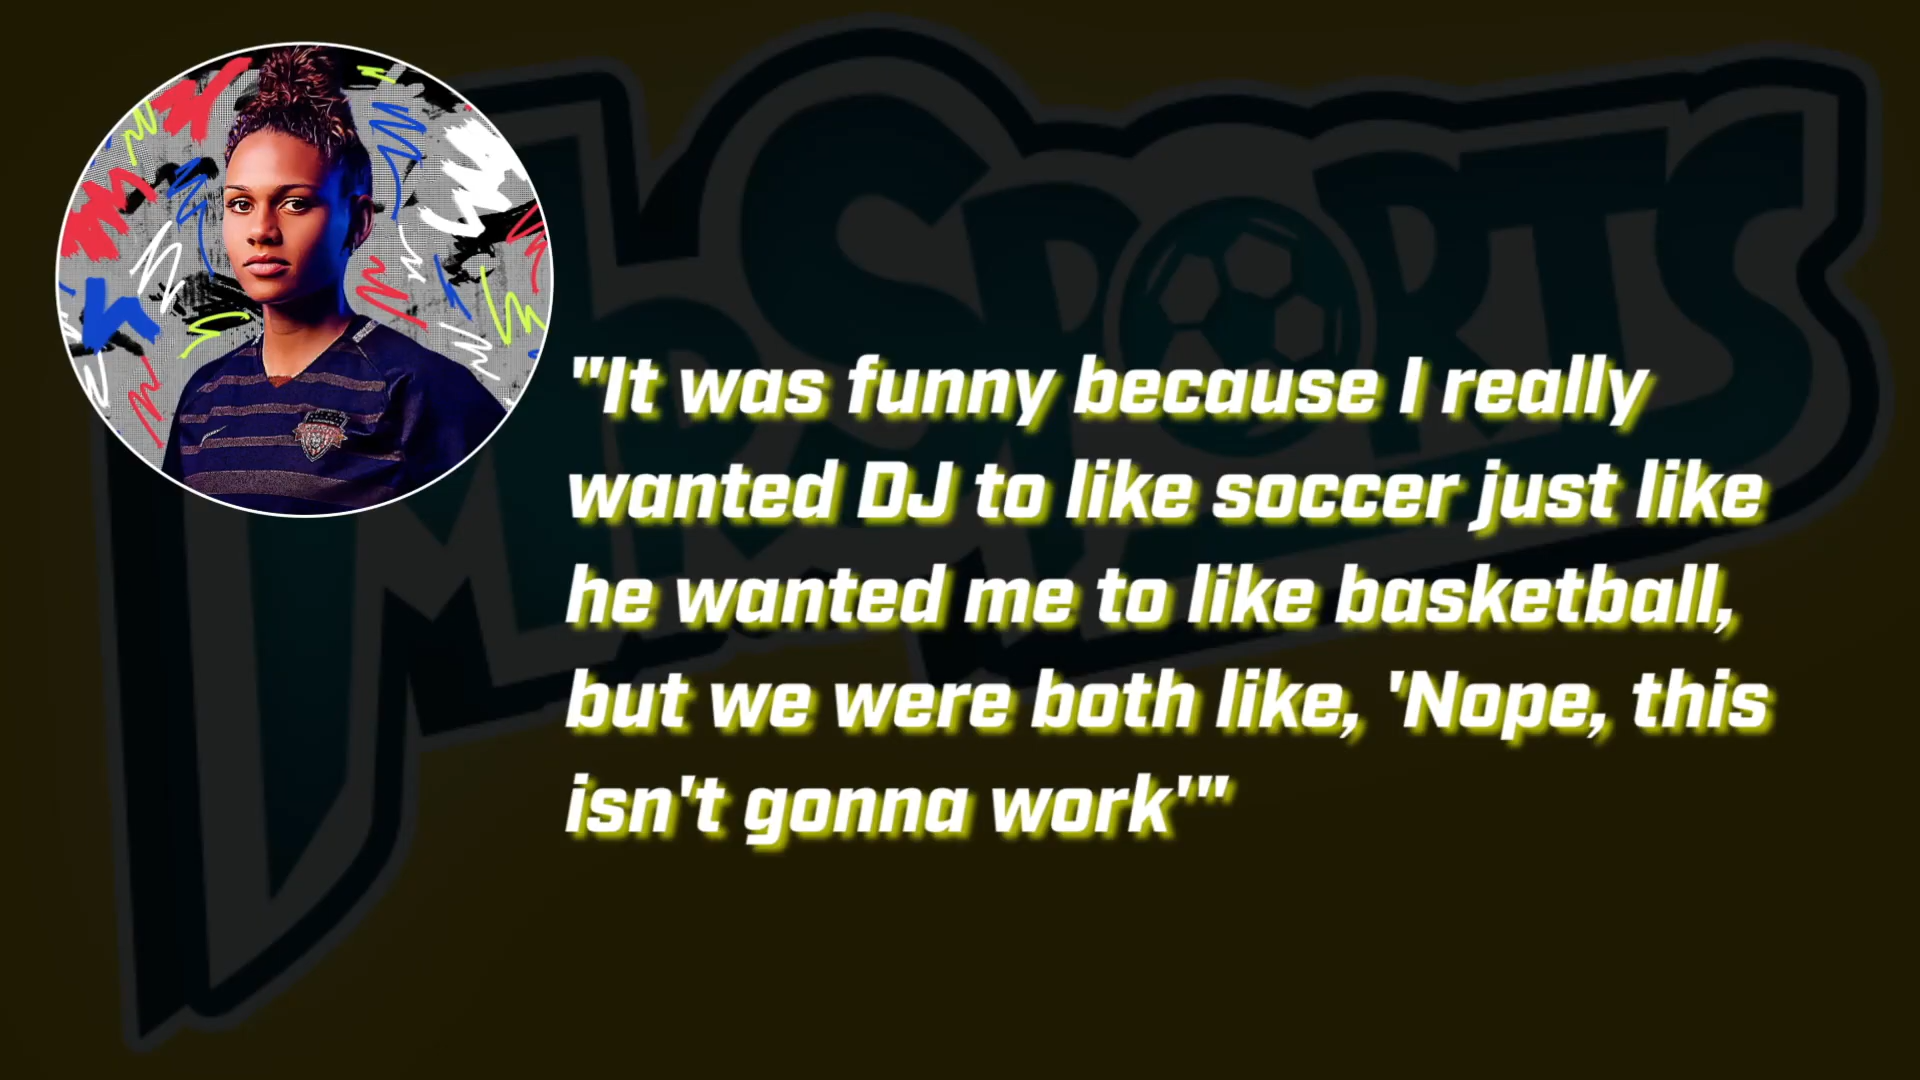 MrSports
"It was funny because I really
wanted DJ to like soccer just like
he wanted me to like basketball,
but we were both like, 'Nope, this
isn't gonna work'"